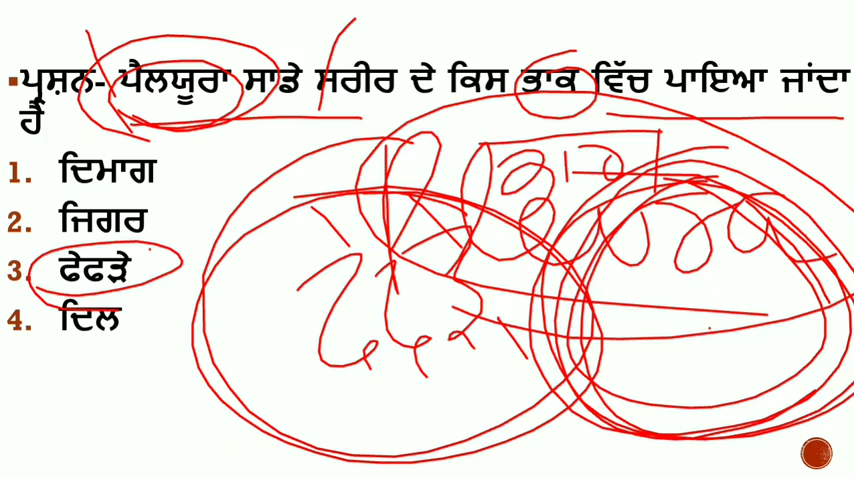 ਪ੍ਰਸ਼ਨ- ਪੈਲਯੂਰਾ ਸਾਡੇ ਸਰੀਰ ਦੇ ਕਿਸ ਭਾਕ ਵਿੱਚ ਪਾਇਆ ਜਾਂਦਾ
ਹੈ
1. ਦਿਮਾਗ
2. ਜਿਗਰ
3. ਫੇਫੜੇ
4. ਦਿਲ